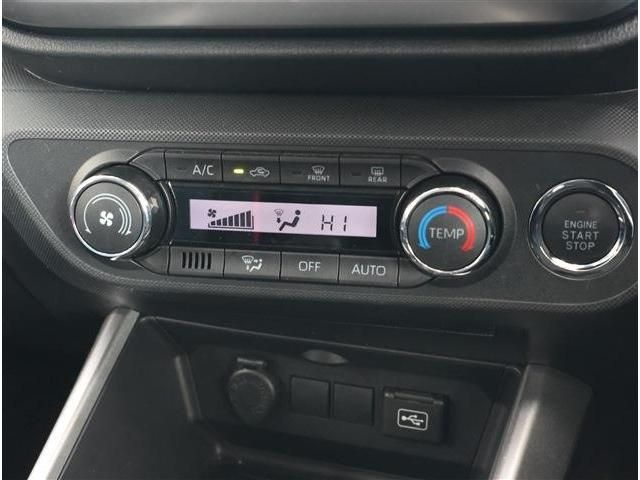 A/C
FRONT
REAR
HI
TEMP
ENGINE
START
STOP
OFF
AUTO